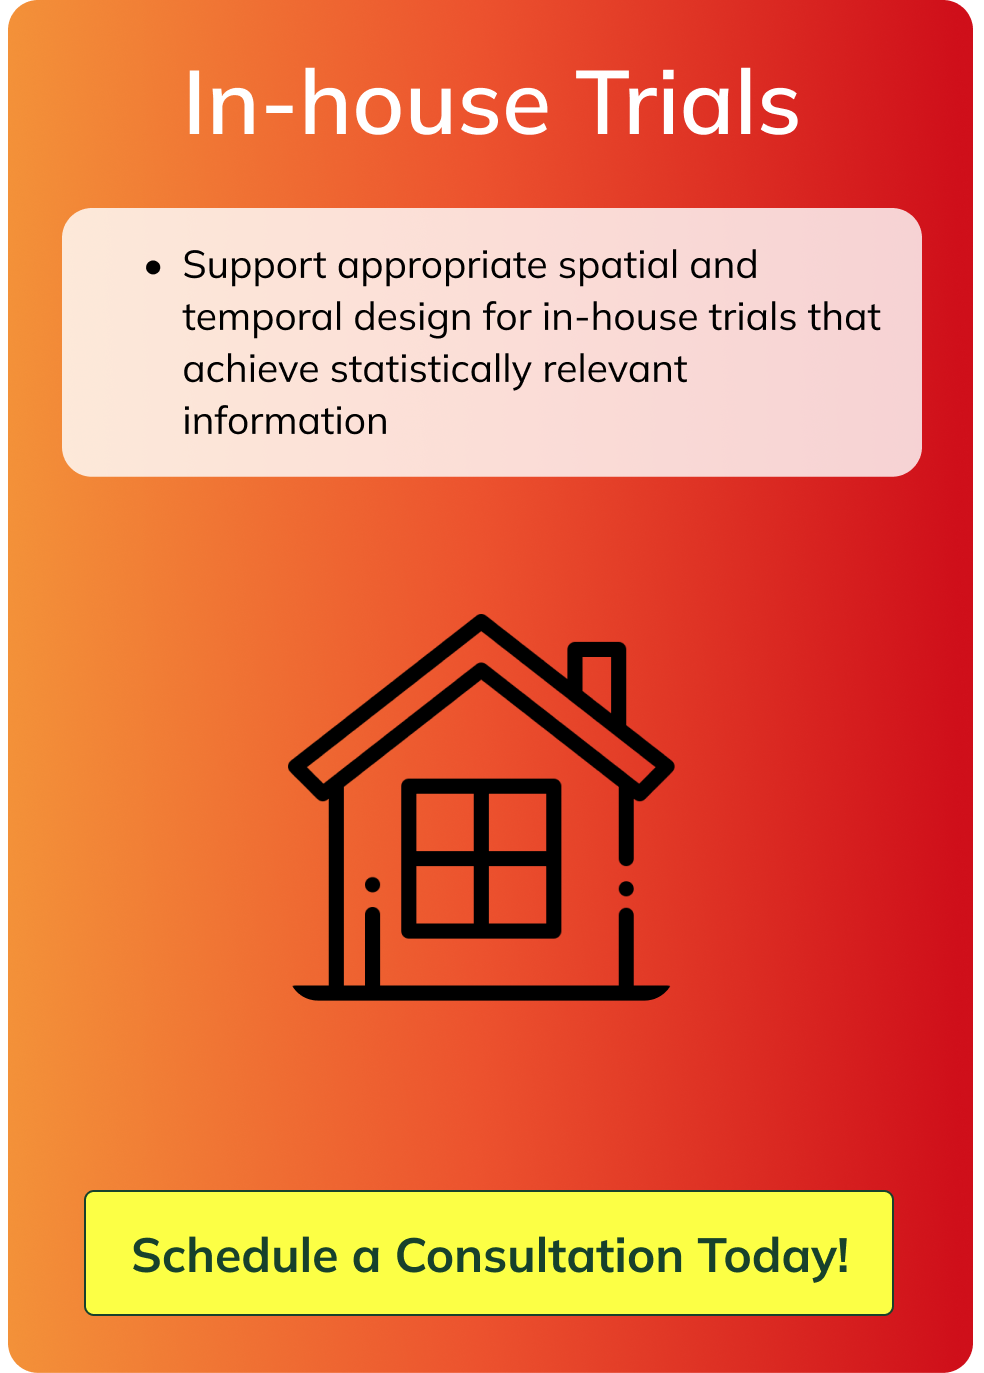 In-house Trials
• Support appropriate spatial and
temporal design for in-house trials that
achieve statistically relevant
information
Schedule a Consultation Today!